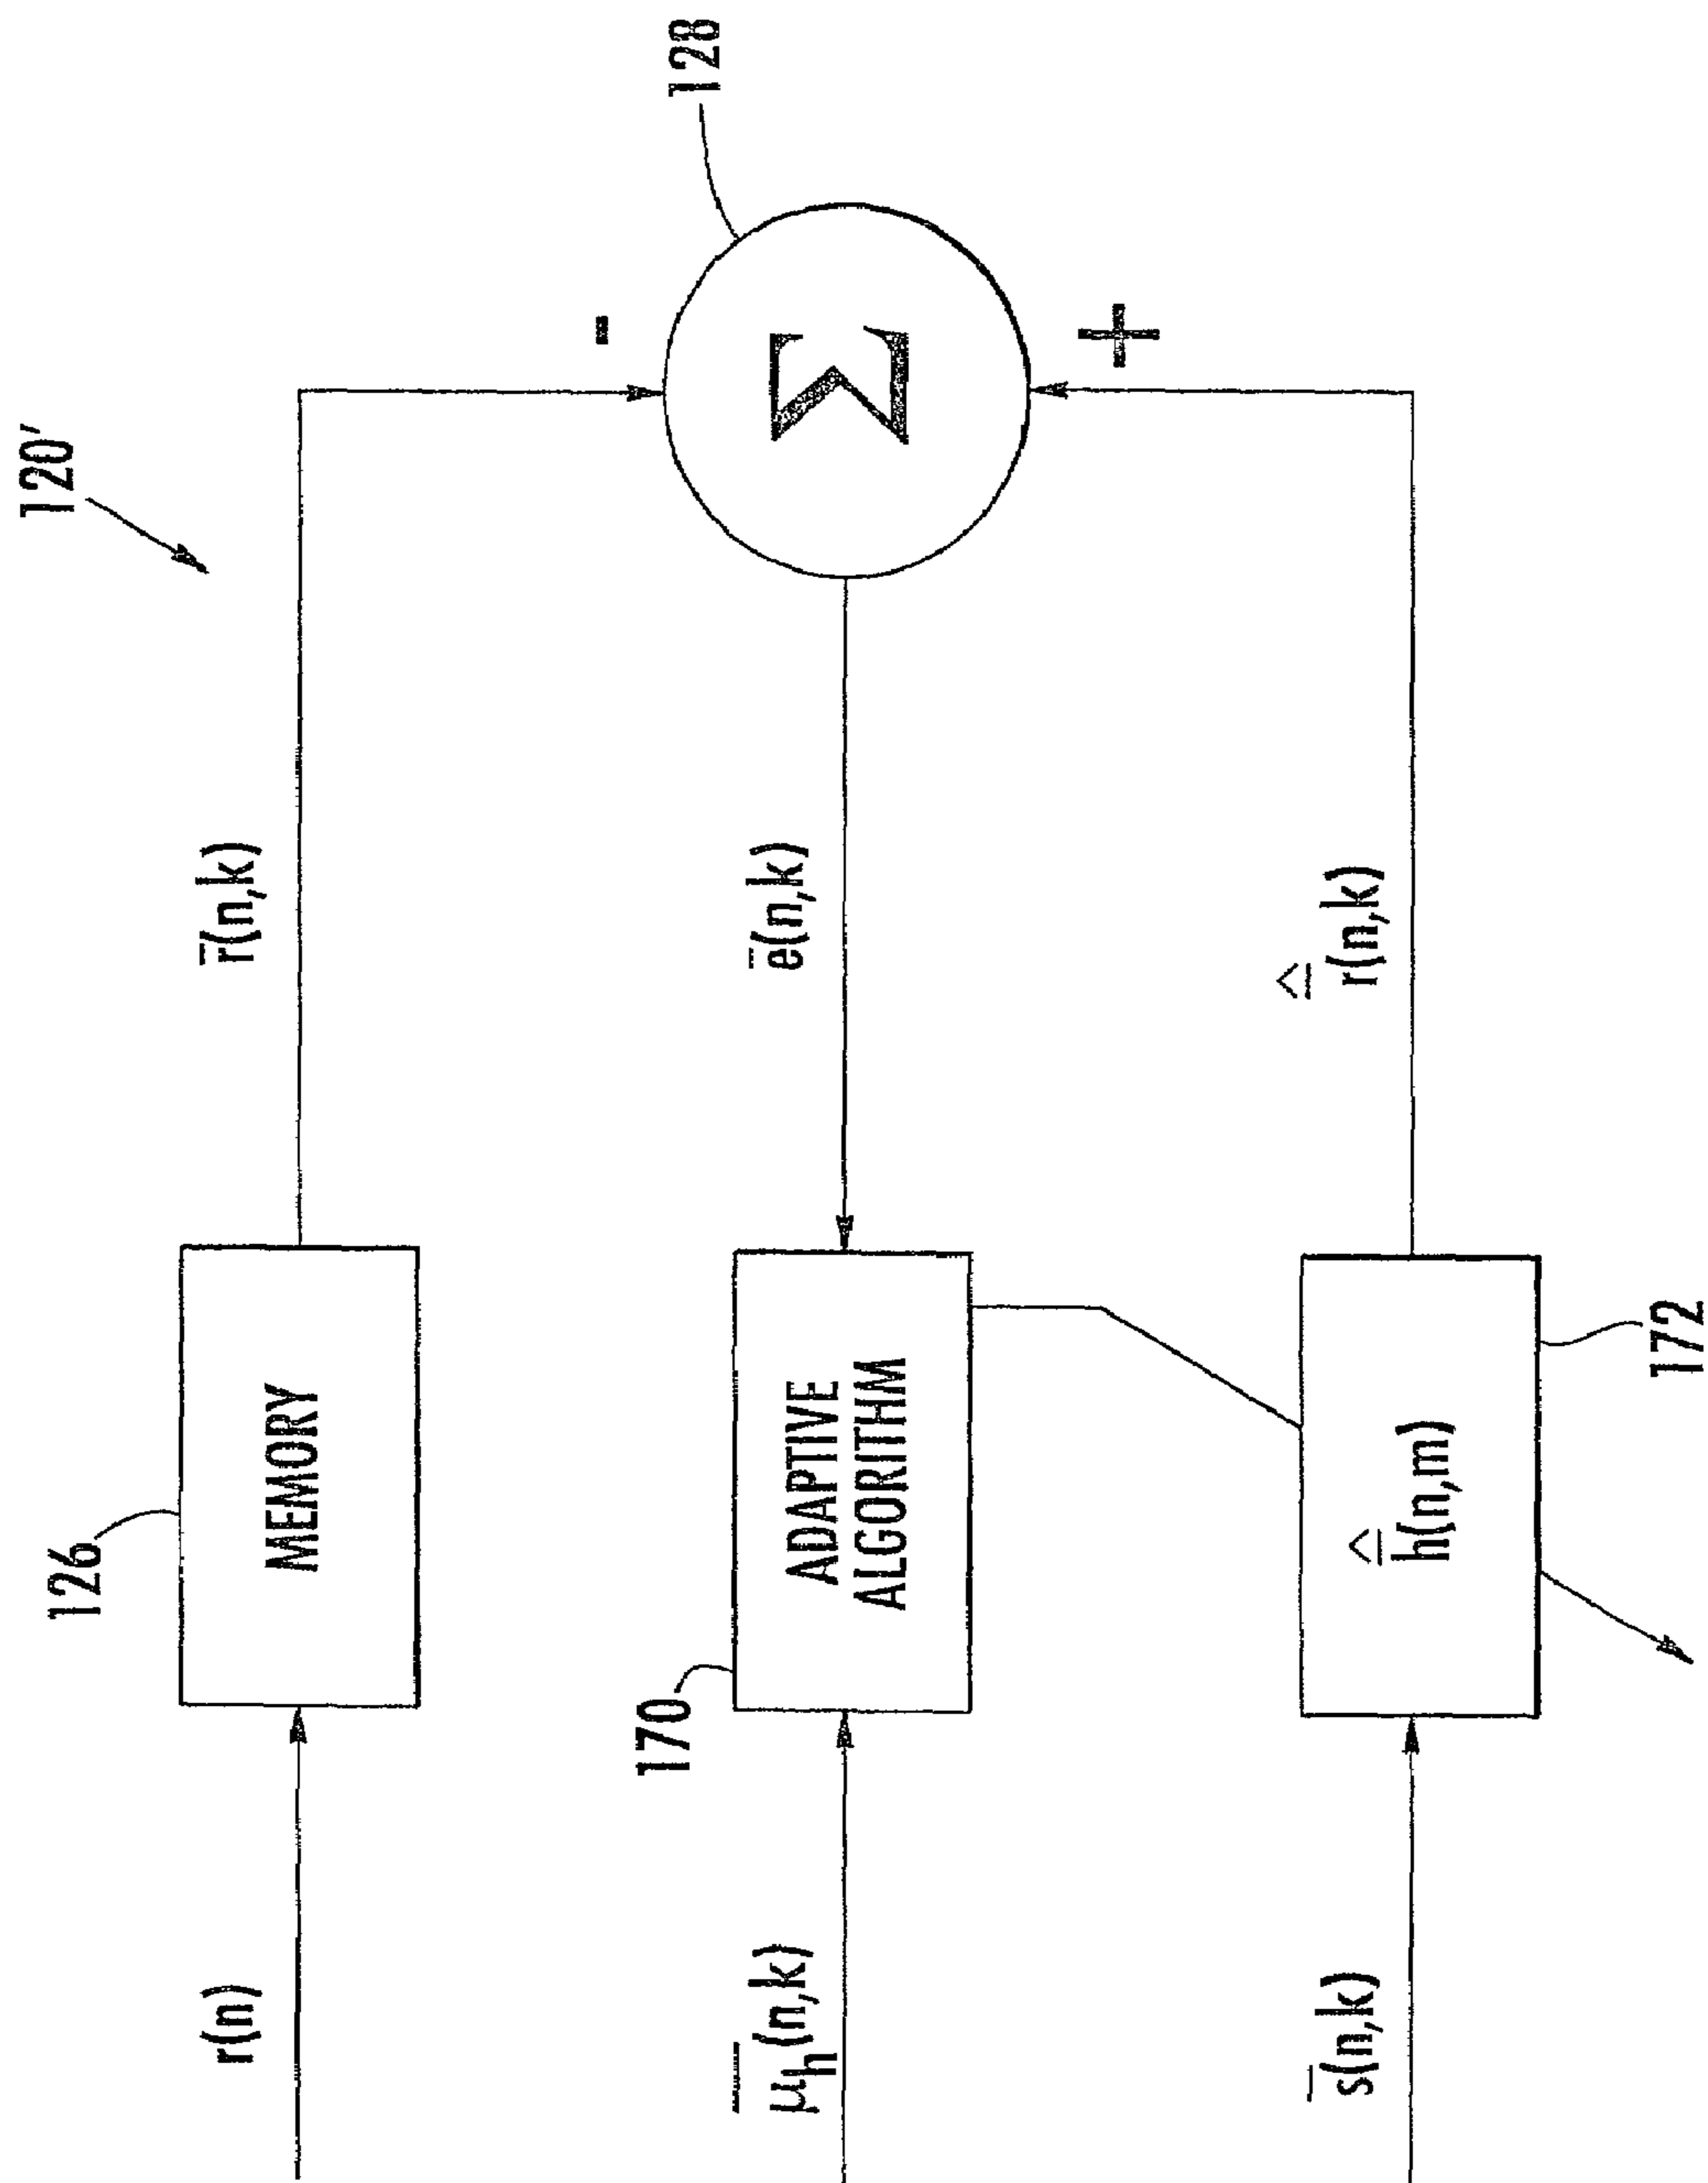 120′
126
MEMORY
r(n)
r̄(n,k)
-
128
Σ
+
170
ADAPTIVE
ALGORITHM
μ̄ₕ(n,k)
ē(n,k)
s̄(n,k)
ĥ̄(n,m)
r̂̄(n,k)
172